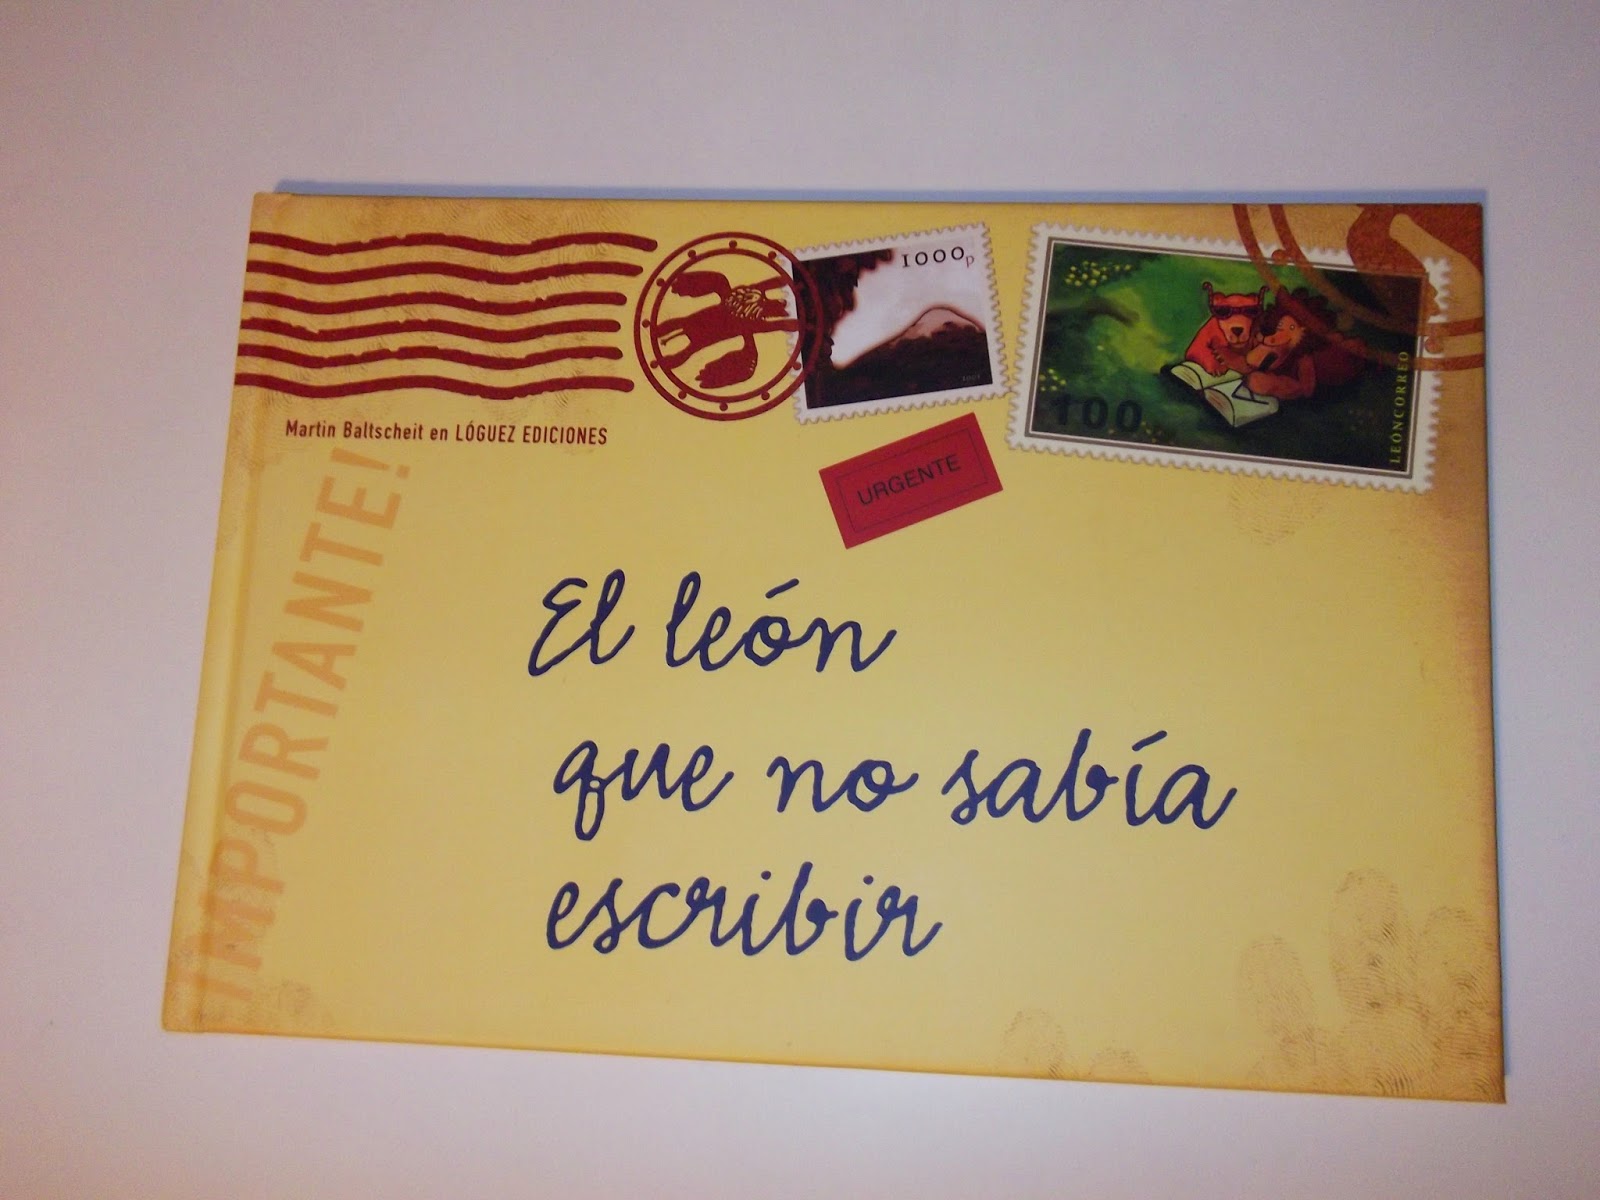 1000p
LEÓNCORREO
100
Martin Baltscheit en LÓGUEZ EDICIONES
URGENTE
IMPORTANTE!
El león
que no sabía
escribir